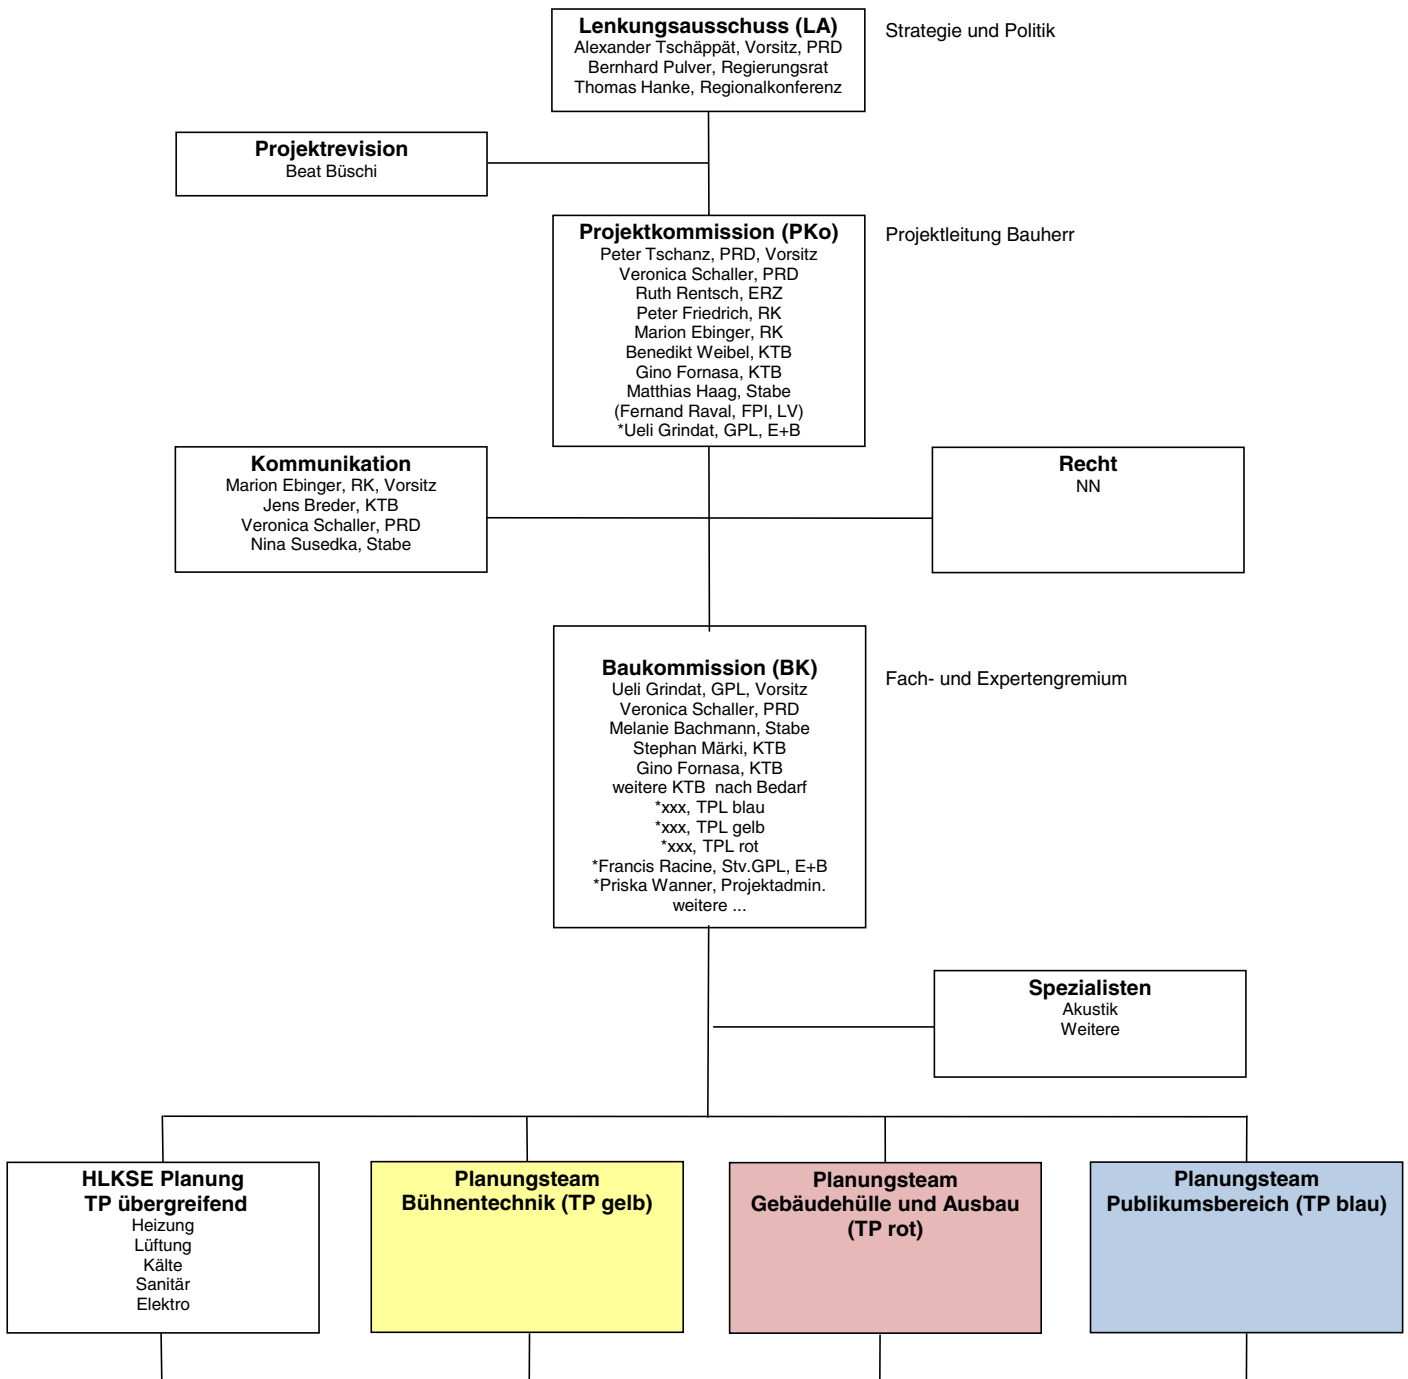 Lenkungsausschuss (LA)
Alexander Tschäppät, Vorsitz, PRD
Bernhard Pulver, Regierungsrat
Thomas Hanke, Regionalkonferenz
Strategie und Politik
Projektrevision
Beat Büschi
Projektkommission (PKo)
Peter Tschanz, PRD, Vorsitz
Veronica Schaller, PRD
Ruth Rentsch, ERZ
Peter Friedrich, RK
Marion Ebinger, RK
Benedikt Weibel, KTB
Gino Fornasa, KTB
Matthias Haag, Stabe
(Fernand Raval, FPI, LV)
*Ueli Grindat, GPL, E+B
Projektleitung Bauherr
Kommunikation
Marion Ebinger, RK, Vorsitz
Jens Breder, KTB
Veronica Schaller, PRD
Nina Susedka, Stabe
Recht
NN
Baukommission (BK)
Ueli Grindat, GPL, Vorsitz
Veronica Schaller, PRD
Melanie Bachmann, Stabe
Stephan Märki, KTB
Gino Fornasa, KTB
weitere KTB nach Bedarf
*xxx, TPL blau
*xxx, TPL gelb
*xxx, TPL rot
*Francis Racine, Stv.GPL, E+B
*Priska Wanner, Projektadmin.
weitere ...
Fach- und Expertengremium
Spezialisten
Akustik
Weitere
HLKSE Planung
TP übergreifend
Heizung
Lüftung
Kälte
Sanitär
Elektro
Planungsteam
Bühnentechnik (TP gelb)
Planungsteam
Gebäudehülle und Ausbau
(TP rot)
Planungsteam
Publikumsbereich (TP blau)